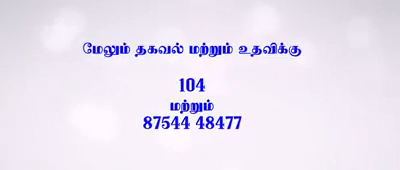 மேலும் தகவல் மற்றும் உதவிக்கு
104
மற்றும்
87544 48477